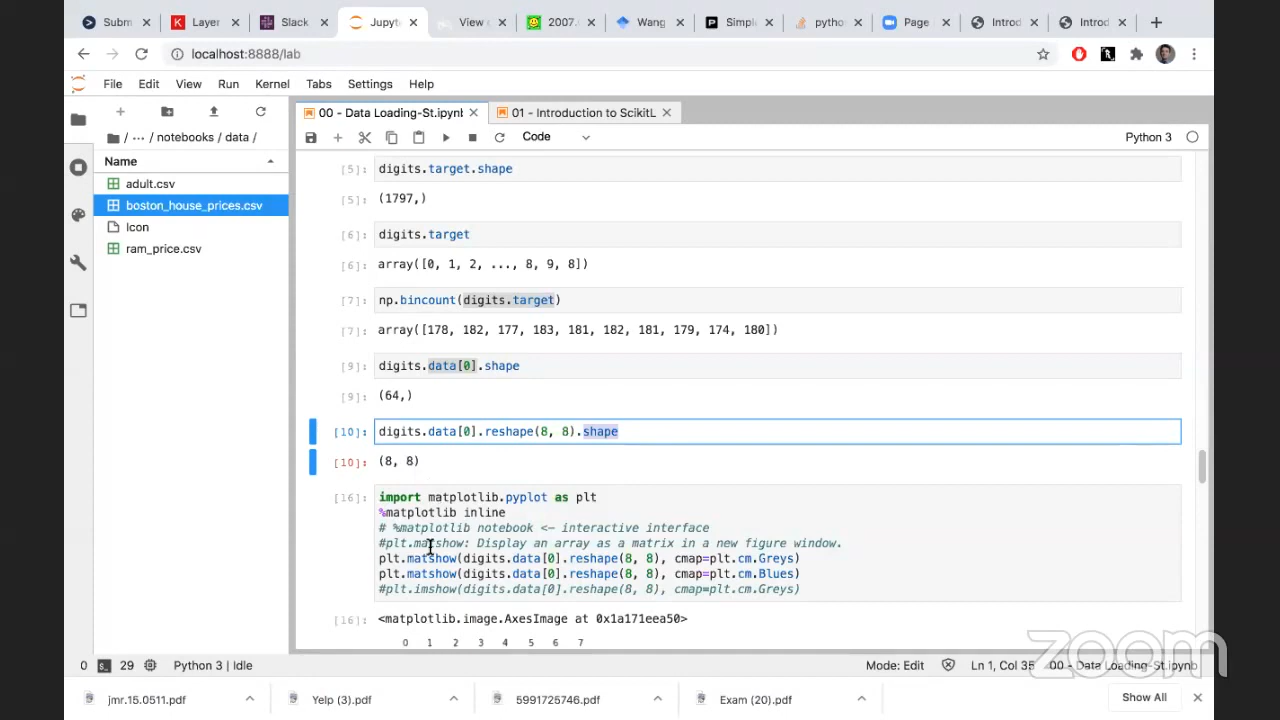 Subm
Layer
Slack
Jupyt
View
2007.
Wang
Simple
pytho
Page
Introd
Introd
localhost:8888/lab
File Edit View Run Kernel Tabs Settings Help
/ ... / notebooks / data /
Name
adult.csv
boston_house_prices.csv
Icon
ram_price.csv
00 - Data Loading-St.ipynb
01 - Introduction to ScikitL
Code
Python 3
[5]: digits.target.shape
[5]: (1797,)
[6]: digits.target
[6]: array([0, 1, 2, ..., 8, 9, 8])
[7]: np.bincount(digits.target)
[7]: array([178, 182, 177, 183, 181, 182, 181, 179, 174, 180])
[9]: digits.data[0].shape
[9]: (64,)
[10]: digits.data[0].reshape(8, 8).shape
[10]: (8, 8)
[16]: import matplotlib.pyplot as plt
%matplotlib inline
# %matplotlib notebook <— interactive interface
#plt.matshow: Display an array as a matrix in a new figure window.
plt.matshow(digits.data[0].reshape(8, 8), cmap=plt.cm.Greys)
plt.matshow(digits.data[0].reshape(8, 8), cmap=plt.cm.Blues)
#plt.imshow(digits.data[0].reshape(8, 8), cmap=plt.cm.Greys)
[16]: <matplotlib.image.AxesImage at 0x1a171eea50>
0 1 2 3 4 5 6 7
0 29 Python 3 | Idle
Mode: Edit
Ln 1, Col 35
00 - Data Loading-St.ipynb
zoom
jmr.15.0511.pdf
Yelp (3).pdf
5991725746.pdf
Exam (20).pdf
Show All